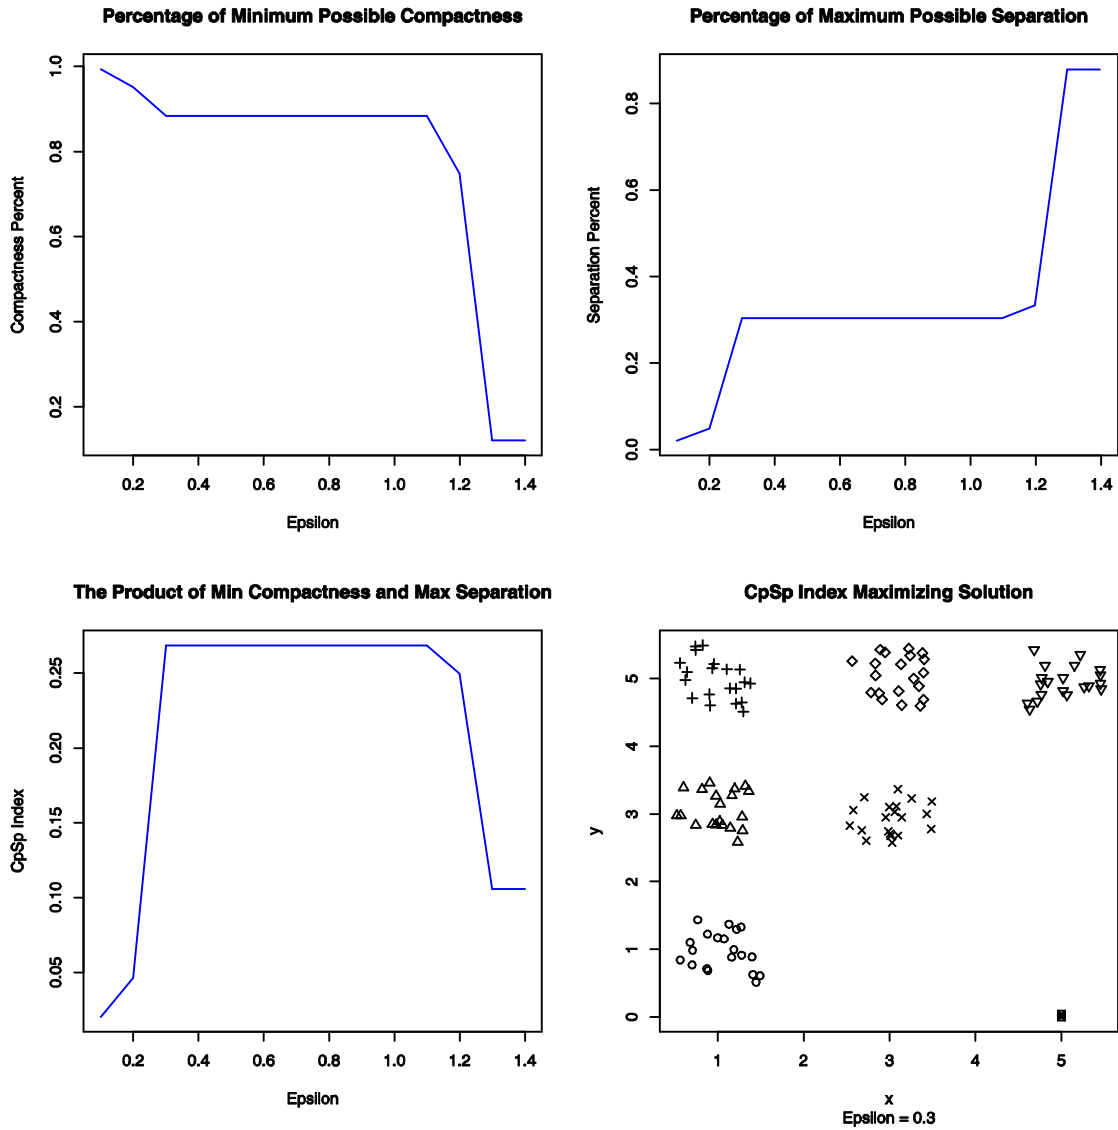 Percentage of Minimum Possible Compactness
Compactness Percent
1.0
0.8
0.6
0.4
0.2
0.2 0.4 0.6 0.8 1.0 1.2 1.4
Epsilon
Percentage of Maximum Possible Separation
Separation Percent
0.8
0.6
0.4
0.2
0.0
0.2 0.4 0.6 0.8 1.0 1.2 1.4
Epsilon
The Product of Min Compactness and Max Separation
CpSp Index
0.25
0.20
0.15
0.10
0.05
0.2 0.4 0.6 0.8 1.0 1.2 1.4
Epsilon
CpSp Index Maximizing Solution
y
5
4
3
2
1
0
1 2 3 4 5
x
Epsilon = 0.3